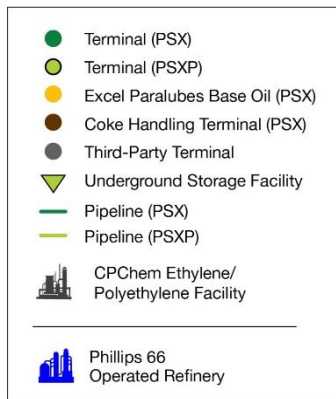 Terminal (PSX)
Terminal (PSXP)
Excel Paralubes Base Oil (PSX)
Coke Handling Terminal (PSX)
Third-Party Terminal
Underground Storage Facility
Pipeline (PSX)
Pipeline (PSXP)
CPChem Ethylene/
Polyethylene Facility
Phillips 66
Operated Refinery